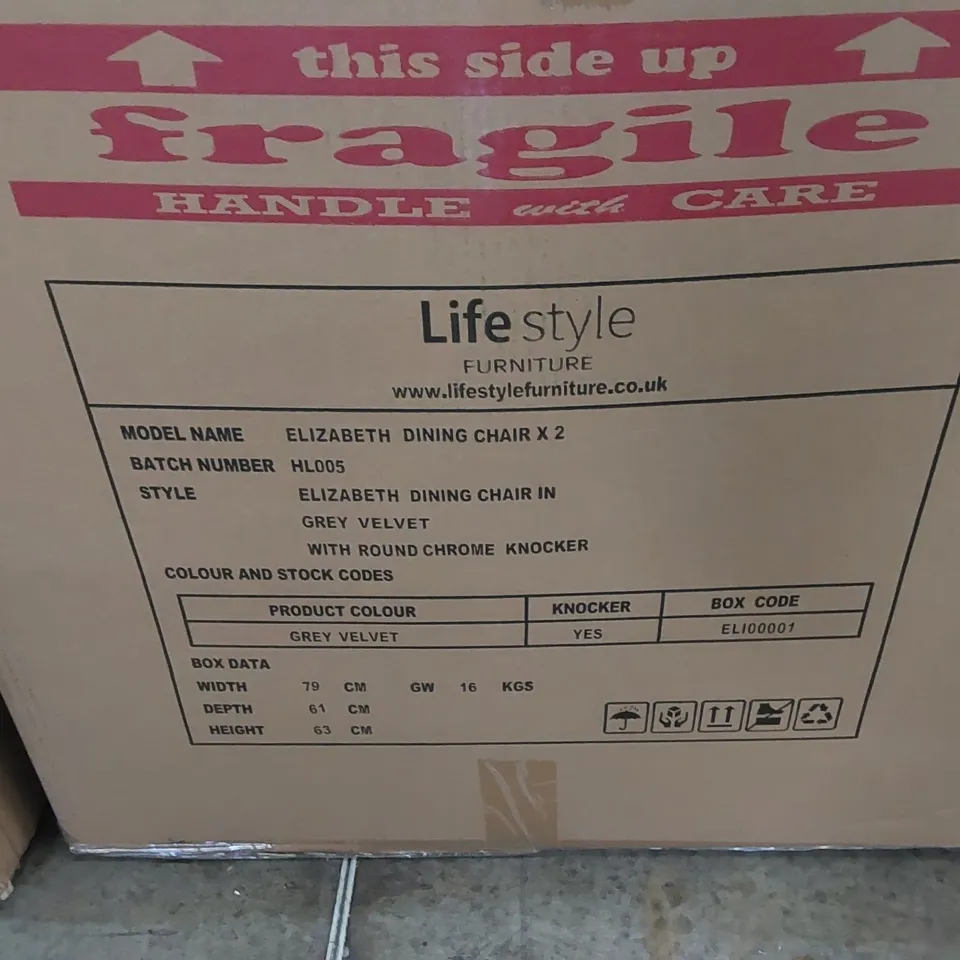 this side up
fragile
HANDLE with CARE
Lifestyle
FURNITURE
www.lifestylefurniture.co.uk
MODEL NAME ELIZABETH DINING CHAIR X 2
BATCH NUMBER HL005
STYLE ELIZABETH DINING CHAIR IN
GREY VELVET
WITH ROUND CHROME KNOCKER
COLOUR AND STOCK CODES
PRODUCT COLOUR KNOCKER BOX CODE
GREY VELVET YES ELI00001
BOX DATA
WIDTH 79 CM GW 16 KGS
DEPTH 61 CM
HEIGHT 63 CM